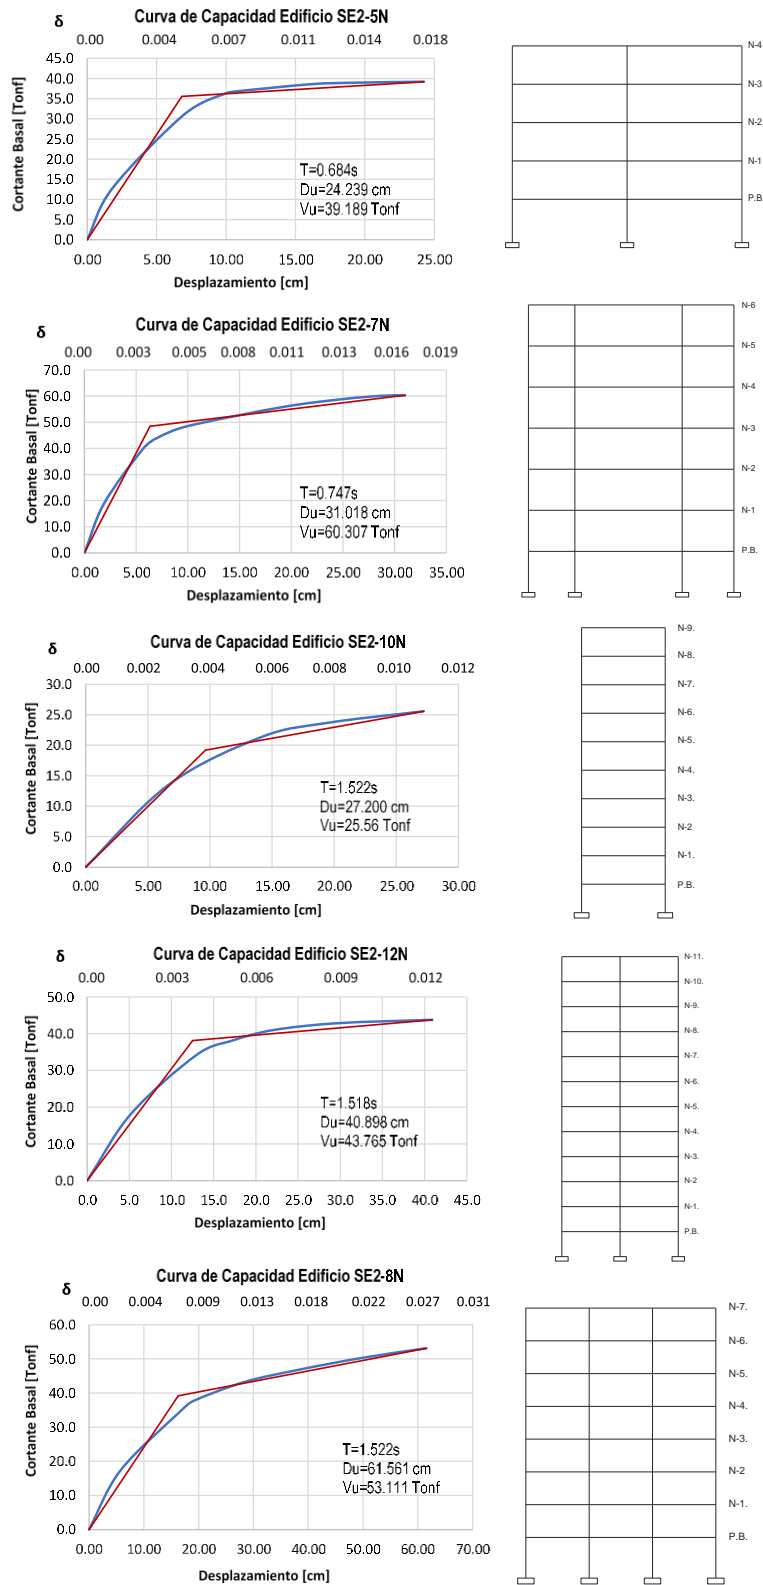 Curva de Capacidad Edificio SE2-5N
δ
0.00 0.004 0.007 0.011 0.014 0.018
Cortante Basal [Tonf]
45.0
40.0
35.0
30.0
25.0
20.0
15.0
10.0
5.0
0.0
T=0.684s
Du=24.239 cm
Vu=39.189 Tonf
0.00 5.00 10.00 15.00 20.00 25.00
Desplazamiento [cm]
N-4
N-3
N-2
N-1
P.B.
Curva de Capacidad Edificio SE2-7N
δ
0.00 0.003 0.005 0.008 0.011 0.013 0.016 0.019
Cortante Basal [Tonf]
70.0
60.0
50.0
40.0
30.0
20.0
10.0
0.0
T=0.747s
Du=31.018 cm
Vu=60.307 Tonf
0.00 5.00 10.00 15.00 20.00 25.00 30.00 35.00
Desplazamiento [cm]
N-6
N-5
N-4
N-3
N-2
N-1
P.B.
Curva de Capacidad Edificio SE2-10N
δ
0.00 0.002 0.004 0.006 0.008 0.010 0.012
Cortante Basal [Tonf]
30.0
25.0
20.0
15.0
10.0
5.0
0.0
T=1.522s
Du=27.200 cm
Vu=25.56 Tonf
0.00 5.00 10.00 15.00 20.00 25.00 30.00
Desplazamiento [cm]
N-9.
N-8.
N-7.
N-6.
N-5.
N-4.
N-3.
N-2
N-1.
P.B.
Curva de Capacidad Edificio SE2-12N
δ
0.00 0.003 0.006 0.009 0.012
Cortante Basal [Tonf]
50.0
40.0
30.0
20.0
10.0
0.0
T=1.518s
Du=40.898 cm
Vu=43.765 Tonf
0.0 5.0 10.0 15.0 20.0 25.0 30.0 35.0 40.0 45.0
Desplazamiento [cm]
N-11.
N-10.
N-9.
N-8.
N-7.
N-6.
N-5.
N-4.
N-3.
N-2
N-1.
P.B.
Curva de Capacidad Edificio SE2-8N
δ
0.00 0.004 0.009 0.013 0.018 0.022 0.027 0.031
Cortante Basal [Tonf]
60.0
50.0
40.0
30.0
20.0
10.0
0.0
T=1.522s
Du=61.561 cm
Vu=53.111 Tonf
0.00 10.00 20.00 30.00 40.00 50.00 60.00 70.00
Desplazamiento [cm]
N-7.
N-6.
N-5.
N-4.
N-3.
N-2
N-1.
P.B.